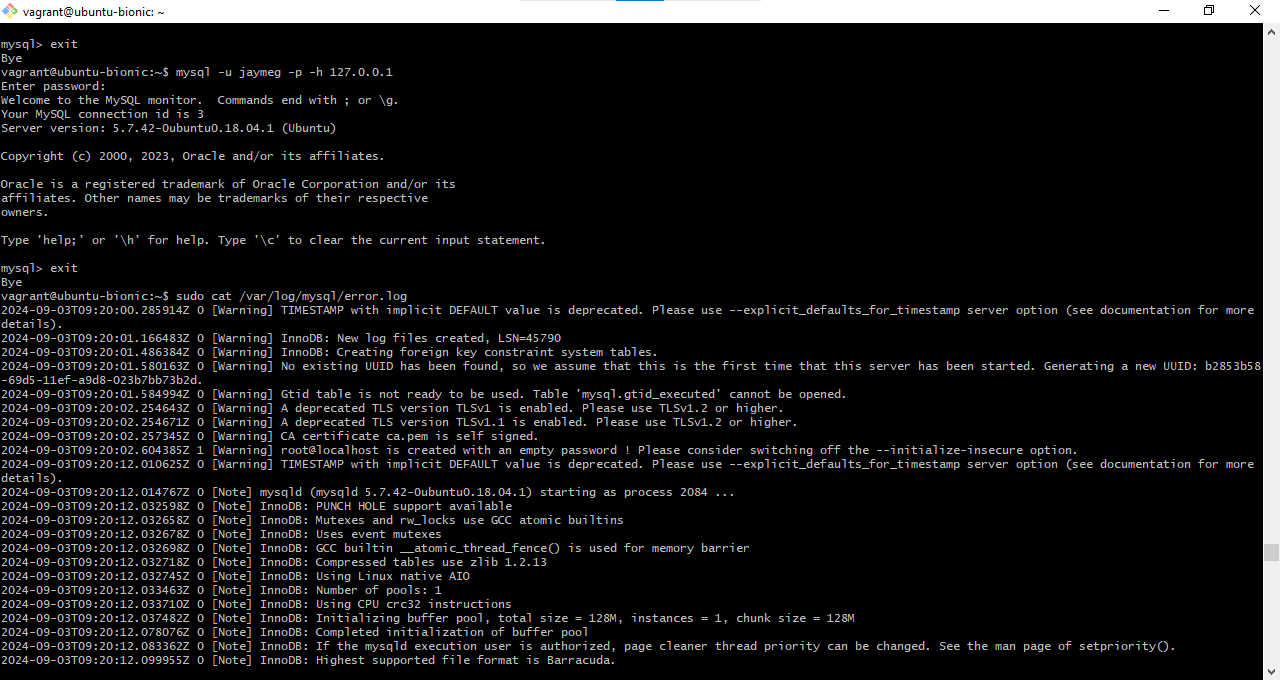 vagrant@ubuntu-bionic: ~
mysql> exit
Bye
vagrant@ubuntu-bionic:~$ mysql -u jaymeg -p -h 127.0.0.1
Enter password:
Welcome to the MySQL monitor.  Commands end with ; or \g.
Your MySQL connection id is 3
Server version: 5.7.42-0ubuntu0.18.04.1 (Ubuntu)
Copyright (c) 2000, 2023, Oracle and/or its affiliates.
Oracle is a registered trademark of Oracle Corporation and/or its
affiliates. Other names may be trademarks of their respective
owners.
Type 'help;' or '\h' for help. Type '\c' to clear the current input statement.
mysql> exit
Bye
vagrant@ubuntu-bionic:~$ sudo cat /var/log/mysql/error.log
2024-09-03T09:20:00.285914Z 0 [Warning] TIMESTAMP with implicit DEFAULT value is deprecated. Please use --explicit_defaults_for_timestamp server option (see documentation for more
details).
2024-09-03T09:20:01.166483Z 0 [Warning] InnoDB: New log files created, LSN=45790
2024-09-03T09:20:01.486384Z 0 [Warning] InnoDB: Creating foreign key constraint system tables.
2024-09-03T09:20:01.580163Z 0 [Warning] No existing UUID has been found, so we assume that this is the first time that this server has been started. Generating a new UUID: b2853b58
-69d5-11ef-a9d8-023b7bb73b2d.
2024-09-03T09:20:01.584994Z 0 [Warning] Gtid table is not ready to be used. Table 'mysql.gtid_executed' cannot be opened.
2024-09-03T09:20:02.254643Z 0 [Warning] A deprecated TLS version TLSv1 is enabled. Please use TLSv1.2 or higher.
2024-09-03T09:20:02.254671Z 0 [Warning] A deprecated TLS version TLSv1.1 is enabled. Please use TLSv1.2 or higher.
2024-09-03T09:20:02.257345Z 0 [Warning] CA certificate ca.pem is self signed.
2024-09-03T09:20:02.604385Z 1 [Warning] root@localhost is created with an empty password ! Please consider switching off the --initialize-insecure option.
2024-09-03T09:20:12.010625Z 0 [Warning] TIMESTAMP with implicit DEFAULT value is deprecated. Please use --explicit_defaults_for_timestamp server option (see documentation for more
details).
2024-09-03T09:20:12.014767Z 0 [Note] mysqld (mysqld 5.7.42-0ubuntu0.18.04.1) starting as process 2084 ...
2024-09-03T09:20:12.032598Z 0 [Note] InnoDB: PUNCH HOLE support available
2024-09-03T09:20:12.032658Z 0 [Note] InnoDB: Mutexes and rw_locks use GCC atomic builtins
2024-09-03T09:20:12.032678Z 0 [Note] InnoDB: Uses event mutexes
2024-09-03T09:20:12.032698Z 0 [Note] InnoDB: GCC builtin __atomic_thread_fence() is used for memory barrier
2024-09-03T09:20:12.032718Z 0 [Note] InnoDB: Compressed tables use zlib 1.2.13
2024-09-03T09:20:12.032745Z 0 [Note] InnoDB: Using Linux native AIO
2024-09-03T09:20:12.033463Z 0 [Note] InnoDB: Number of pools: 1
2024-09-03T09:20:12.033710Z 0 [Note] InnoDB: Using CPU crc32 instructions
2024-09-03T09:20:12.037482Z 0 [Note] InnoDB: Initializing buffer pool, total size = 128M, instances = 1, chunk size = 128M
2024-09-03T09:20:12.078076Z 0 [Note] InnoDB: Completed initialization of buffer pool
2024-09-03T09:20:12.083362Z 0 [Note] InnoDB: If the mysqld execution user is authorized, page cleaner thread priority can be changed. See the man page of setpriority().
2024-09-03T09:20:12.099955Z 0 [Note] InnoDB: Highest supported file format is Barracuda.